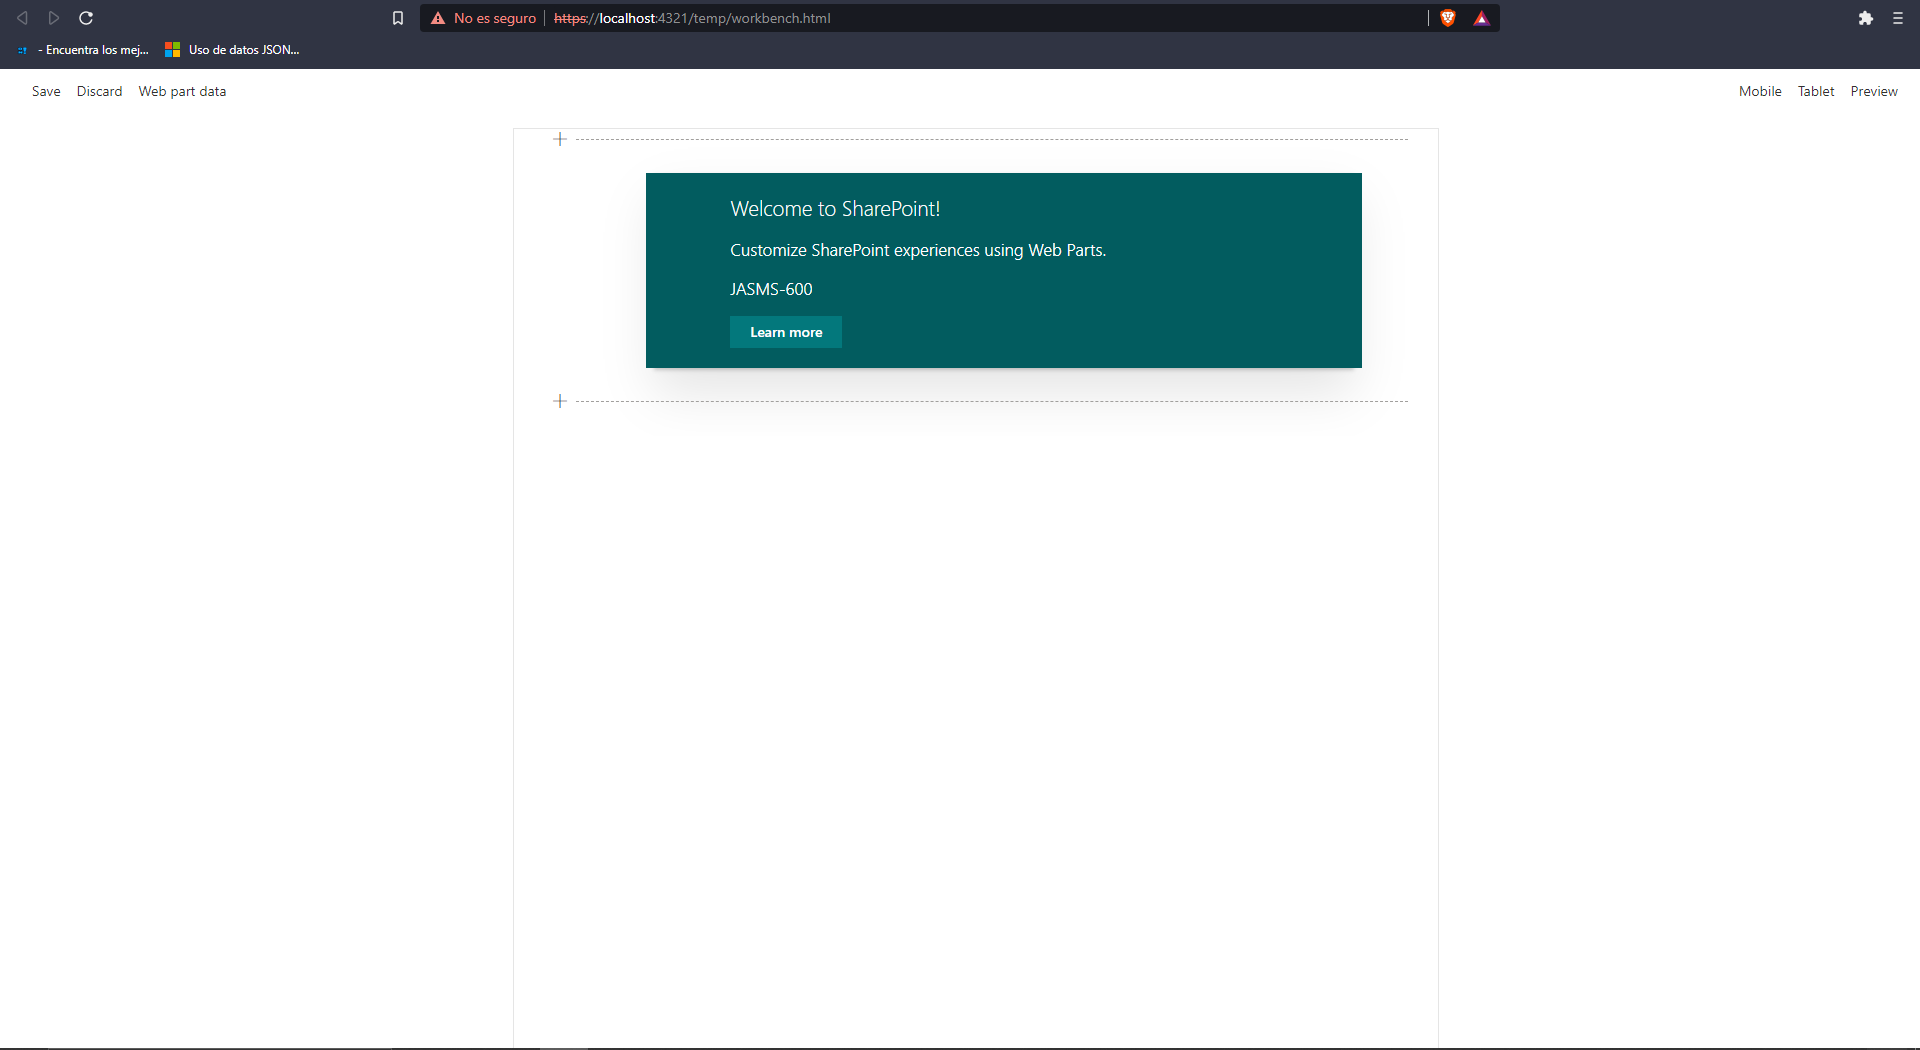 No es seguro https://localhost:4321/temp/workbench.html
- Encuentra los mej... Uso de datos JSON...
Save Discard Web part data Mobile Tablet Preview
Welcome to SharePoint!
Customize SharePoint experiences using Web Parts.
JASMS-600
Learn more